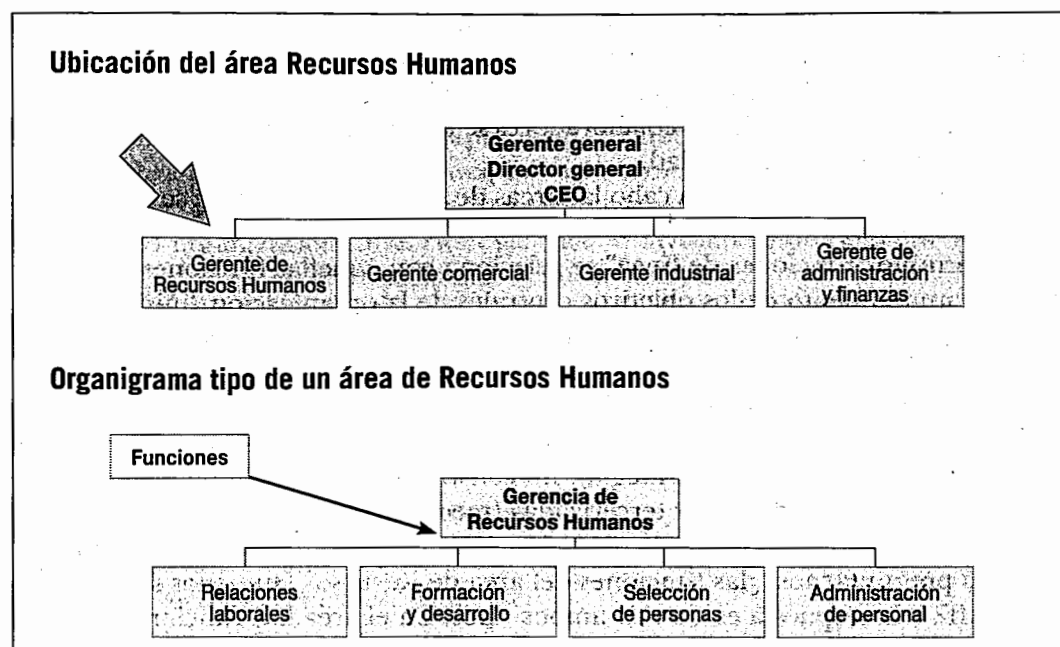 Ubicación del área Recursos Humanos
Gerente general
Director general
CEO
Gerente de
Recursos Humanos
Gerente comercial
Gerente industrial
Gerente de
administración
y finanzas
Organigrama tipo de un área de Recursos Humanos
Funciones
Gerencia de
Recursos Humanos
Relaciones
laborales
Formación
y desarrollo
Selección
de personas
Administración
de personal